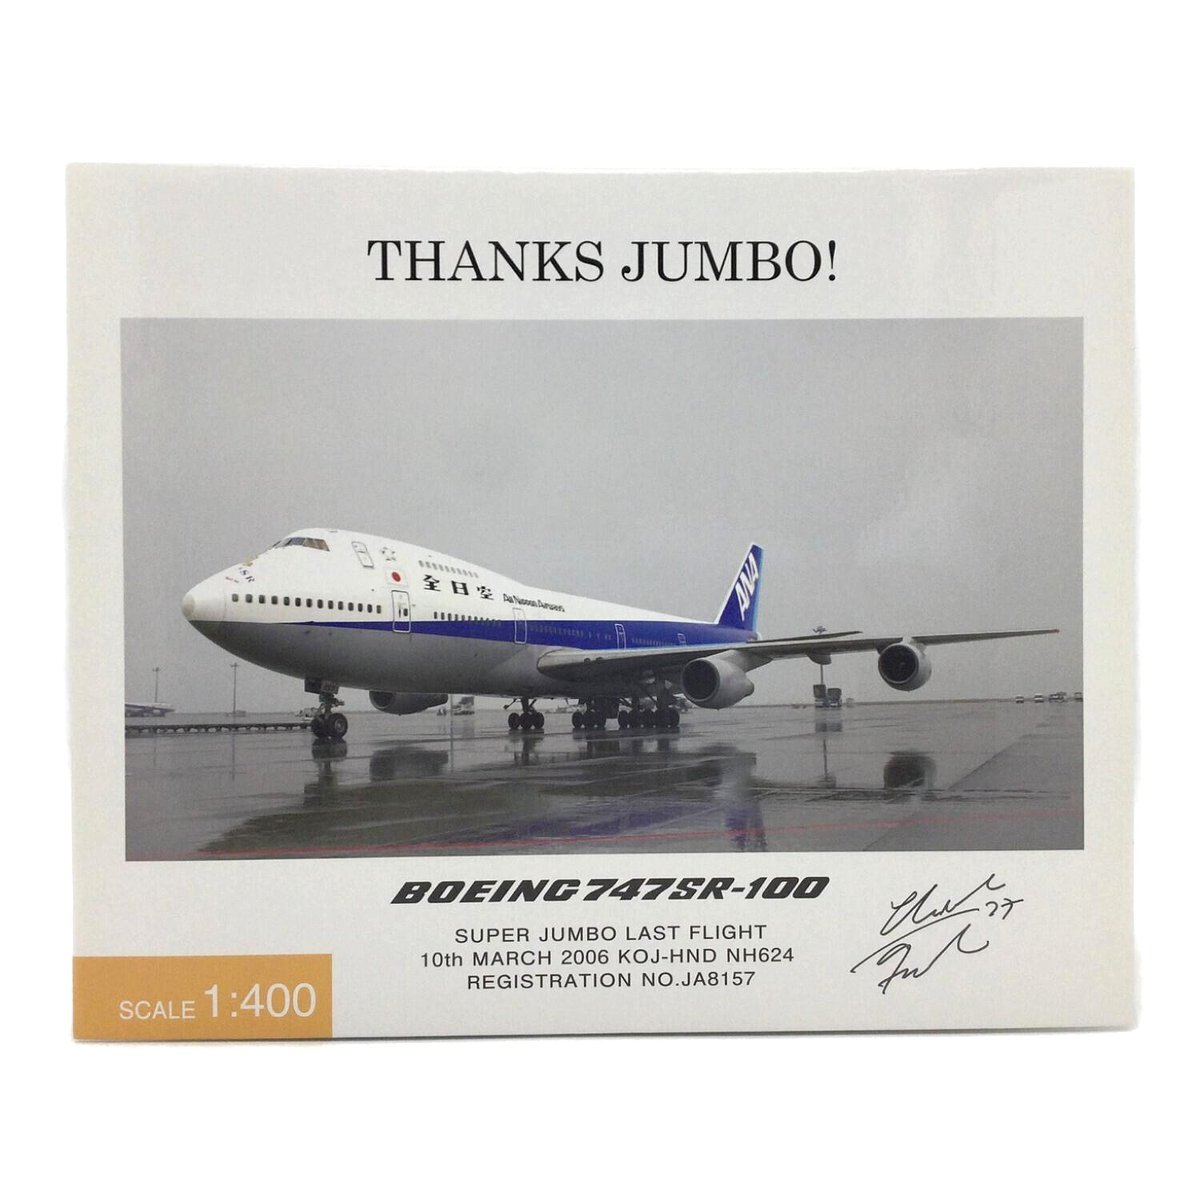 THANKS JUMBO!
SR
全日空 All Nippon Airways
ANA
BOEING 747SR-100
SUPER JUMBO LAST FLIGHT
10th MARCH 2006 KOJ-HND NH624
REGISTRATION NO.JA8157
SCALE 1:400